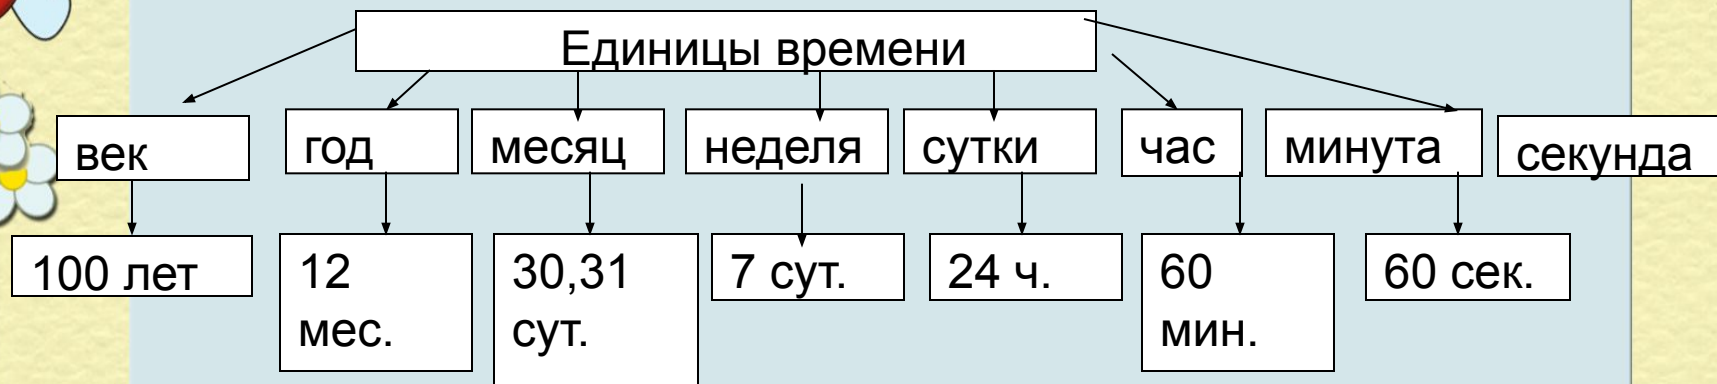 Единицы времени
век
год
месяц
неделя
сутки
час
минута
секунда
100 лет
12
мес.
30,31
сут.
7 сут.
24 ч.
60
мин.
60 сек.